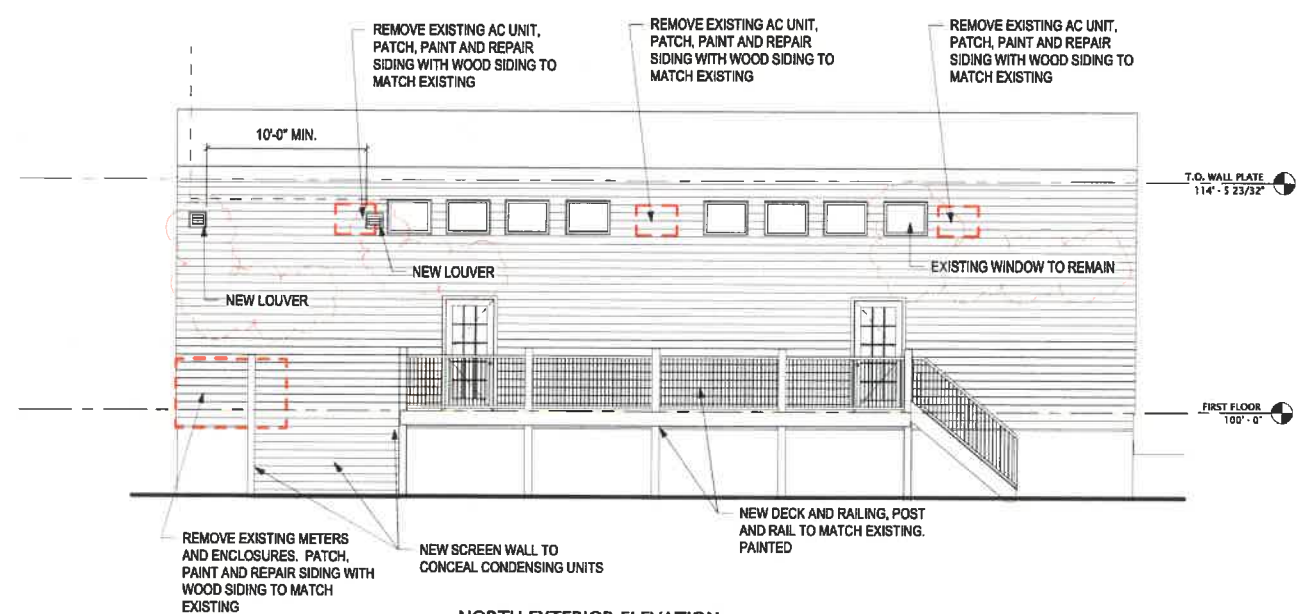 REMOVE EXISTING AC UNIT,
PATCH, PAINT AND REPAIR
SIDING WITH WOOD SIDING TO
MATCH EXISTING
REMOVE EXISTING AC UNIT,
PATCH, PAINT AND REPAIR
SIDING WITH WOOD SIDING TO
MATCH EXISTING
REMOVE EXISTING AC UNIT,
PATCH, PAINT AND REPAIR
SIDING WITH WOOD SIDING TO
MATCH EXISTING
10'-0" MIN.
T.O. WALL PLATE
114' - 5 23/32"
NEW LOUVER
EXISTING WINDOW TO REMAIN
NEW LOUVER
FIRST FLOOR
100' - 0"
REMOVE EXISTING METERS
AND ENCLOSURES. PATCH,
PAINT AND REPAIR SIDING WITH
WOOD SIDING TO MATCH
EXISTING
NEW SCREEN WALL TO
CONCEAL CONDENSING UNITS
NEW DECK AND RAILING, POST
AND RAIL TO MATCH EXISTING.
PAINTED
NORTH EXTERIOR ELEVATION